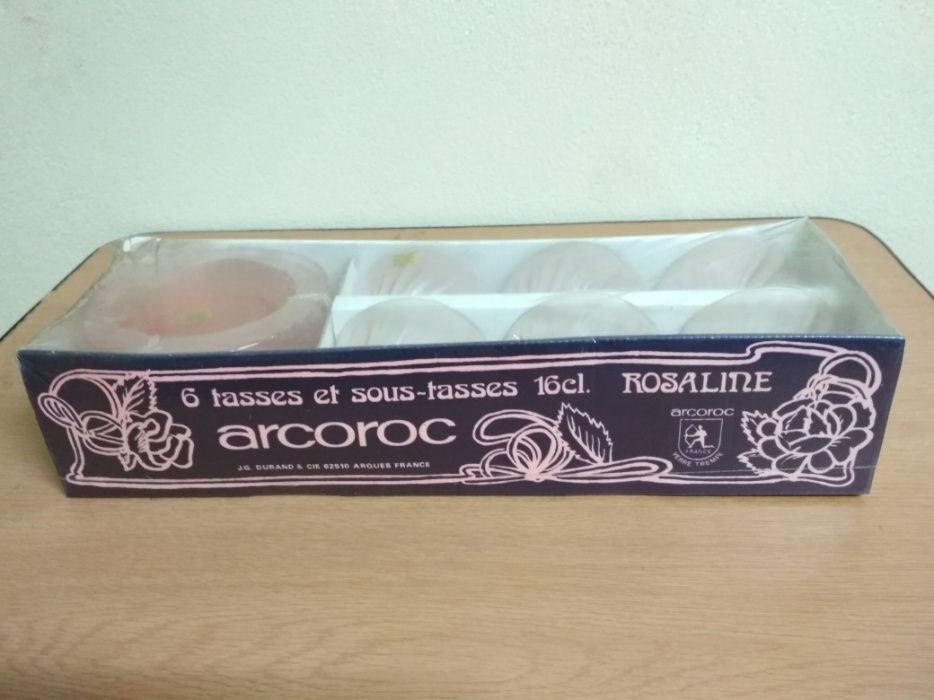 6 tasses et sous-tasses 16cl. ROSALINE
arcoroc
J.G. DURAND & CIE 62510 ARQUES FRANCE
arcoroc
FRANCE
VERRE TREMPE